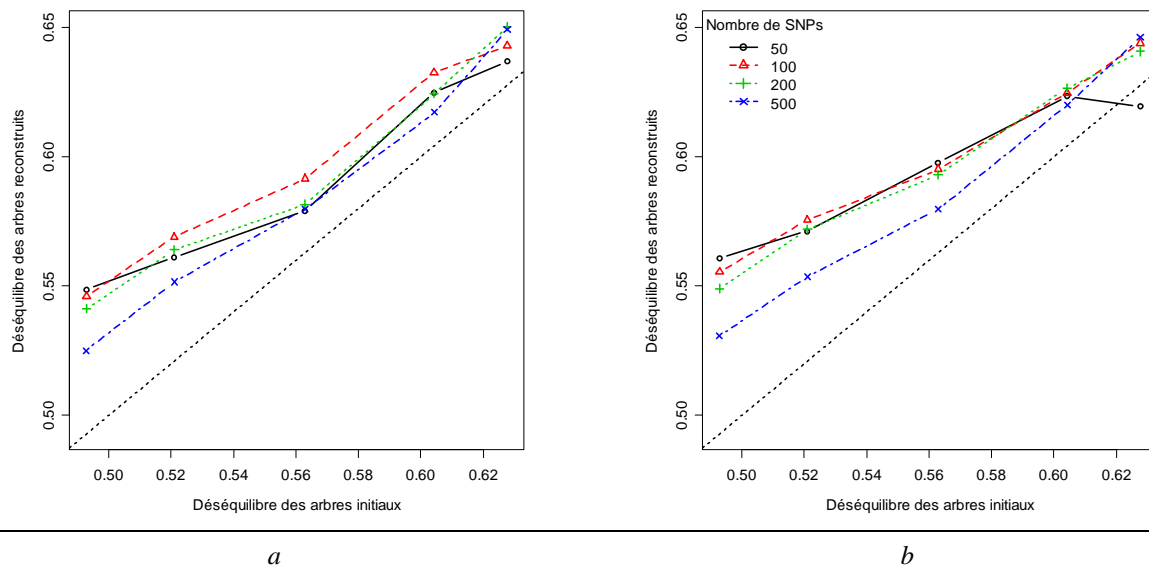 0.65
0.60
0.55
0.50
Déséquilibre des arbres reconstruits
0.50 0.52 0.54 0.56 0.58 0.60 0.62
Déséquilibre des arbres initiaux
a
Nombre de SNPs
50
100
200
500
0.65
0.60
0.55
0.50
Déséquilibre des arbres reconstruits
0.50 0.52 0.54 0.56 0.58 0.60 0.62
Déséquilibre des arbres initiaux
b